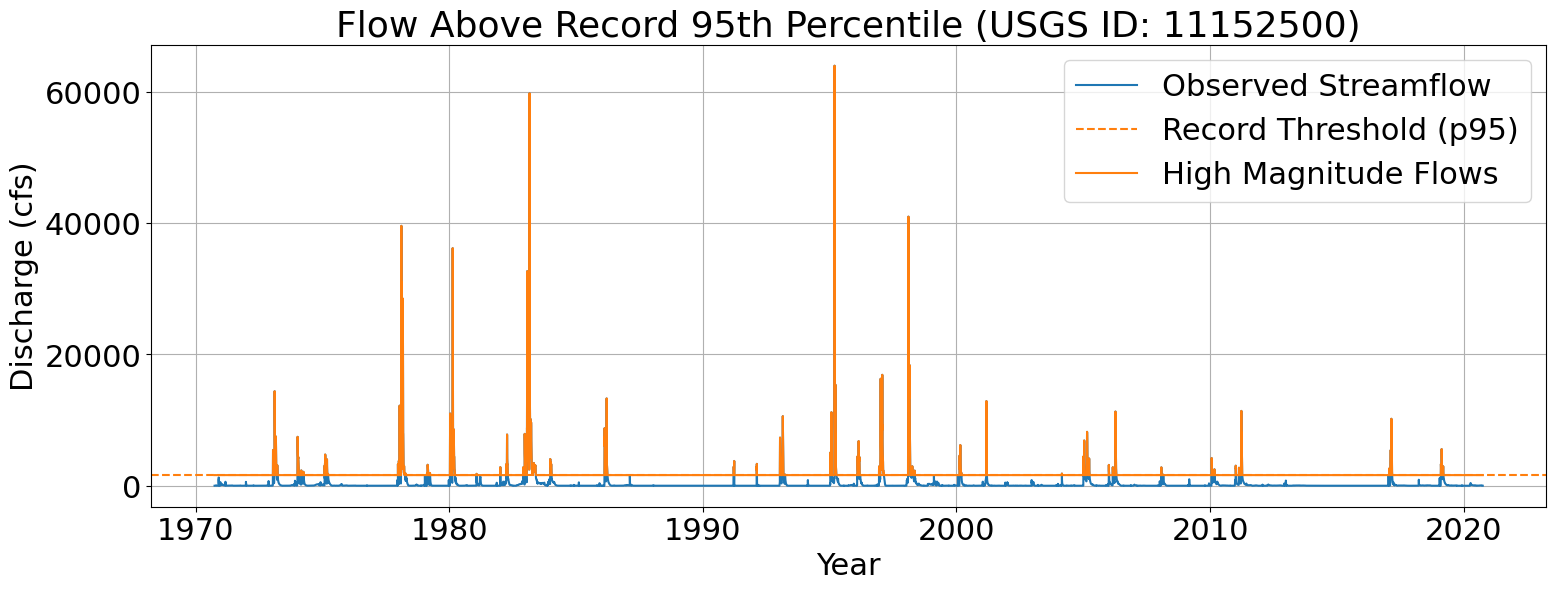 Flow Above Record 95th Percentile (USGS ID: 11152500)
Discharge (cfs)
60000
40000
20000
0
Observed Streamflow
Record Threshold (p95)
High Magnitude Flows
1970 1980 1990 2000 2010 2020
Year